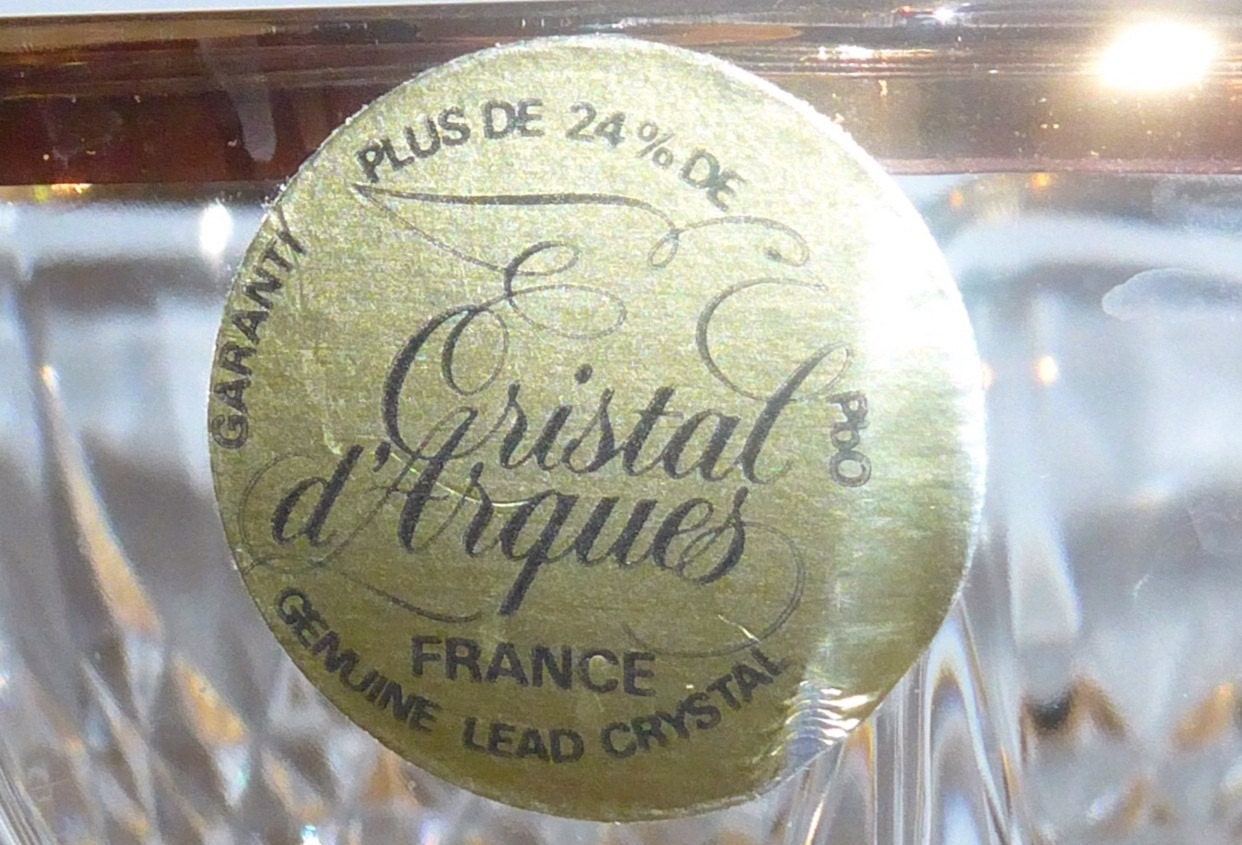 GARANTI
PLUS DE 24% DE
PbO
Cristal
d'Arques
FRANCE
GENUINE LEAD CRYSTAL